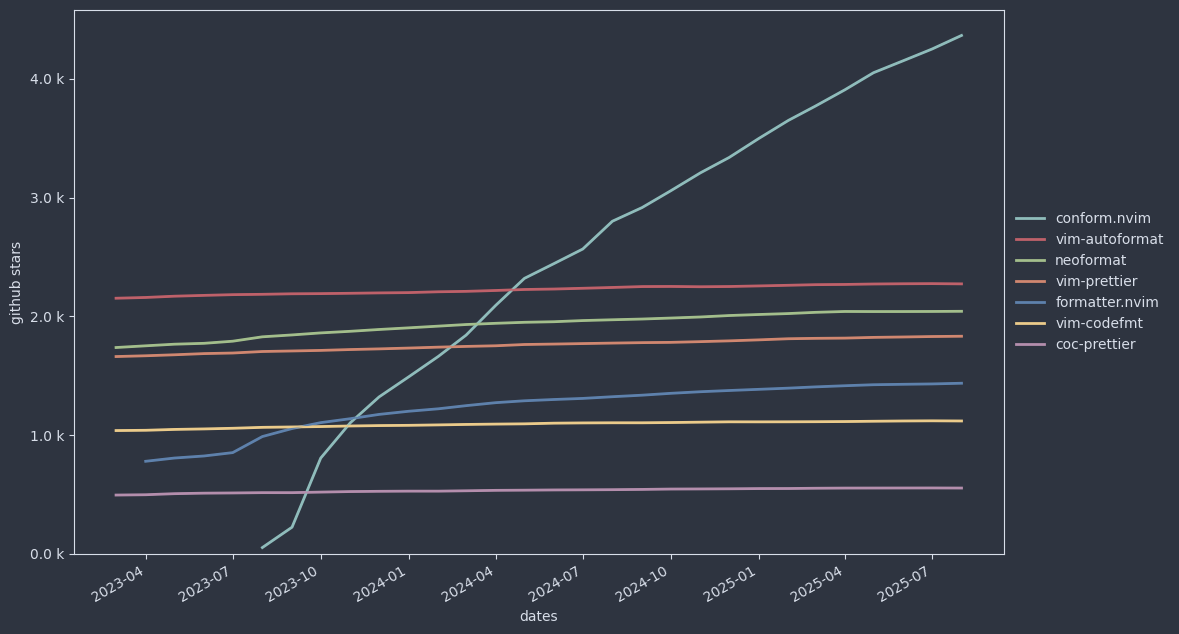 4.0 k
3.0 k
2.0 k
1.0 k
0.0 k
github stars
2023-04
2023-07
2023-10
2024-01
2024-04
2024-07
2024-10
2025-01
2025-04
2025-07
dates
conform.nvim
vim-autoformat
neoformat
vim-prettier
formatter.nvim
vim-codefmt
coc-prettier